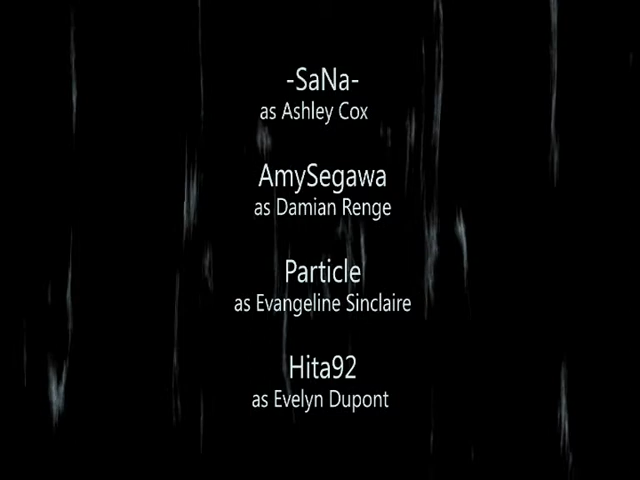 -SaNa-
as Ashley Cox
AmySegawa
as Damian Renge
Particle
as Evangeline Sinclaire
Hita92
as Evelyn Dupont